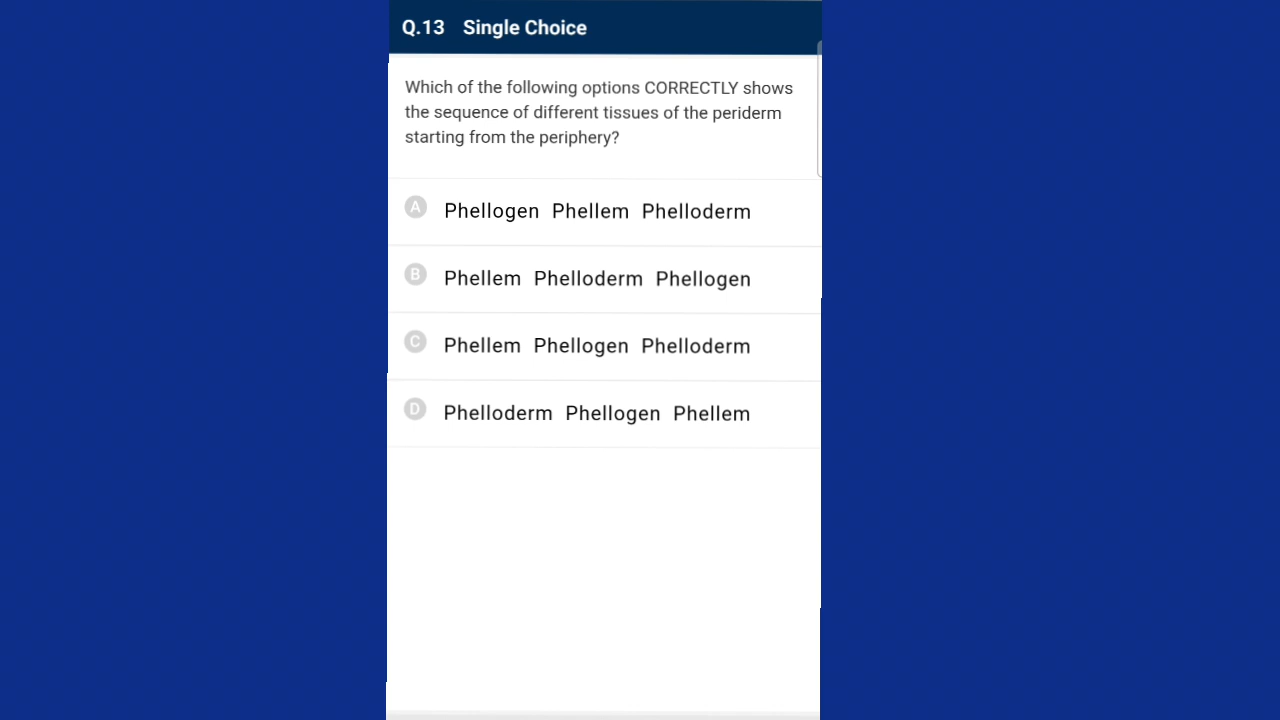 Q.13 Single Choice
Which of the following options CORRECTLY shows
the sequence of different tissues of the periderm
starting from the periphery?
A Phellogen Phellem Phelloderm
B Phellem Phelloderm Phellogen
C Phellem Phellogen Phelloderm
D Phelloderm Phellogen Phellem